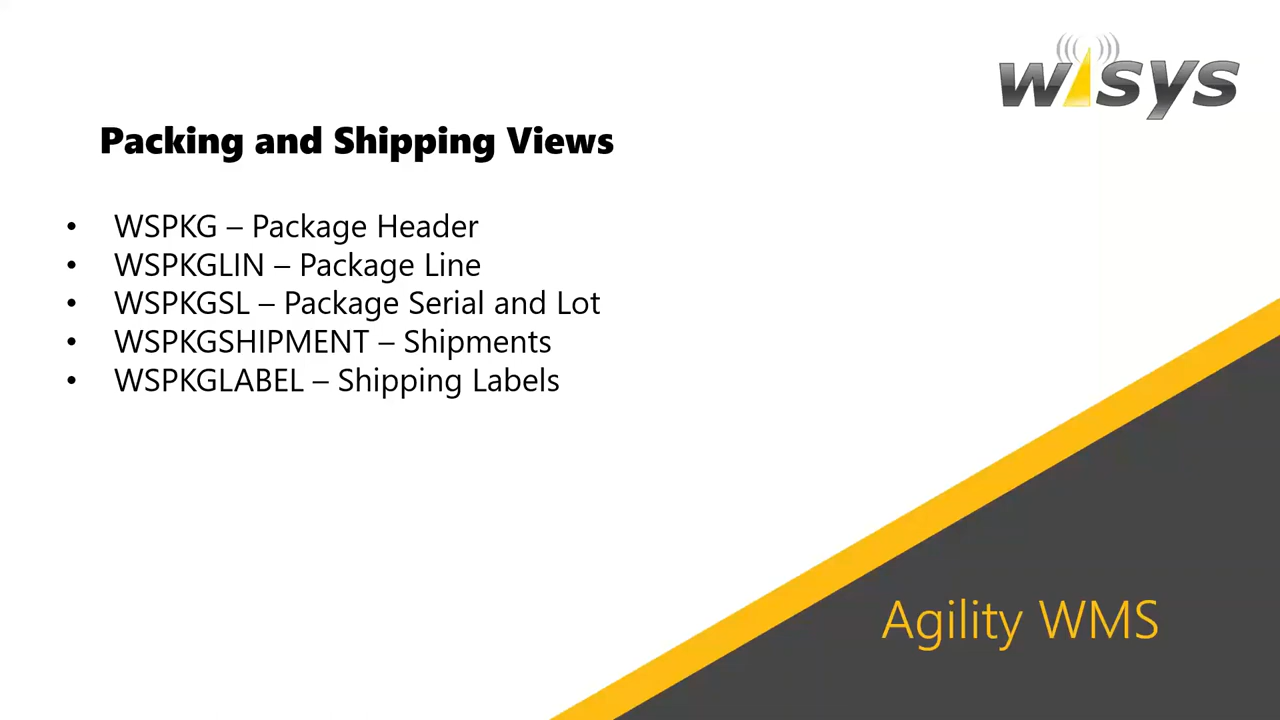 wisys
Packing and Shipping Views
• WSPKG – Package Header
• WSPKGLIN – Package Line
• WSPKGSL – Package Serial and Lot
• WSPKGSHIPMENT – Shipments
• WSPKGLABEL – Shipping Labels
Agility WMS